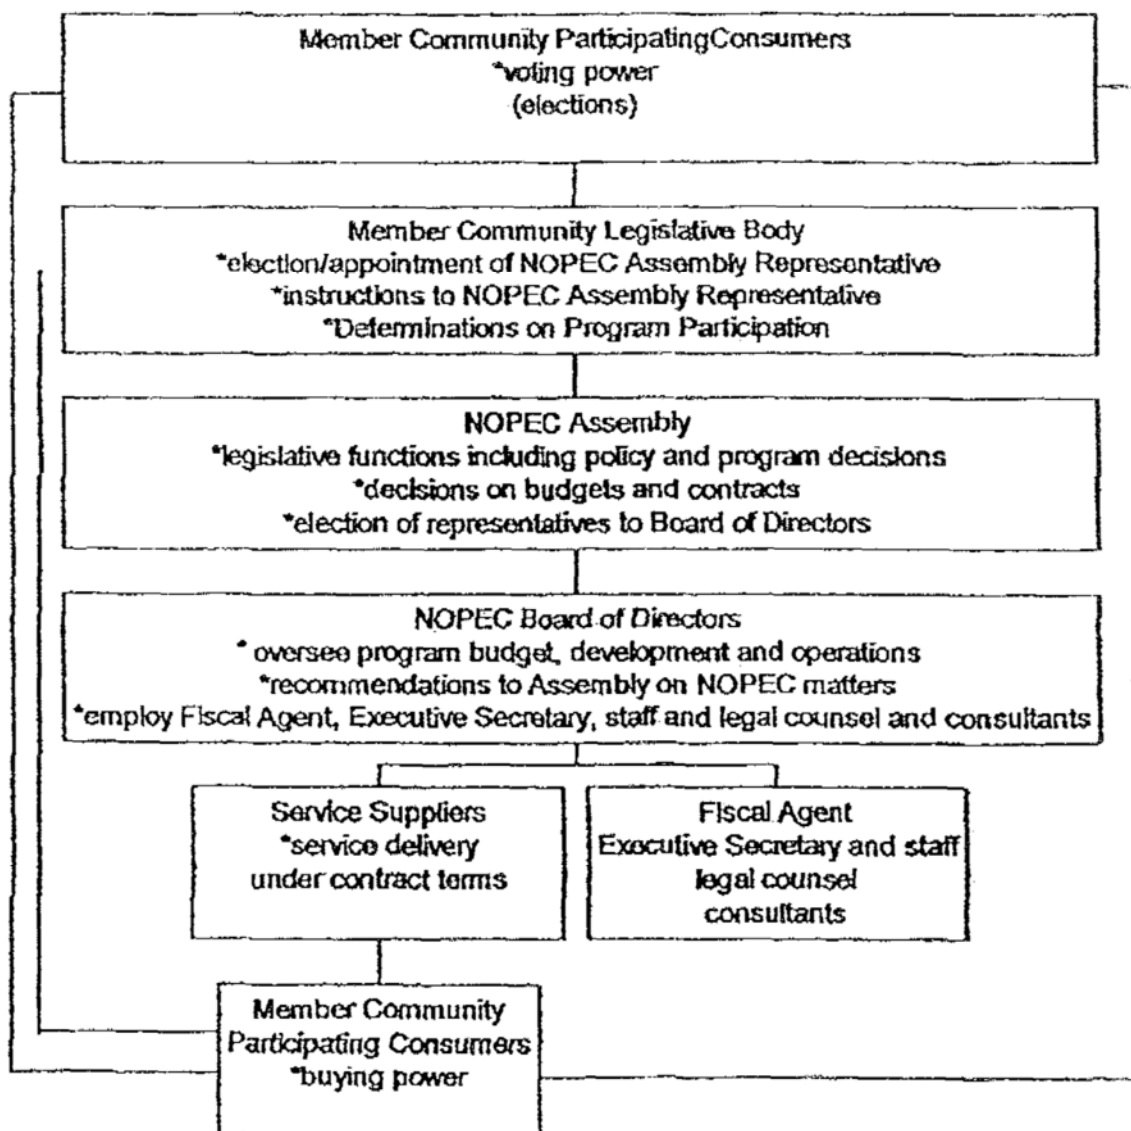 Member Community ParticipatingConsumers
*voting power
(elections)
Member Community Legislative Body
*election/appointment of NOPEC Assembly Representative
*instructions to NOPEC Assembly Representative
*Determinations on Program Participation
NOPEC Assembly
*legislative functions including policy and program decisions
*decisions on budgets and contracts
*election of representatives to Board of Directors
NOPEC Board of Directors
* oversee program budget, development and operations
*recommendations to Assembly on NOPEC matters
*employ Fiscal Agent, Executive Secretary, staff and legal counsel and consultants
Service Suppliers
*service delivery
under contract terms
Fiscal Agent
Executive Secretary and staff
legal counsel
consultants
Member Community
Participating Consumers
*buying power